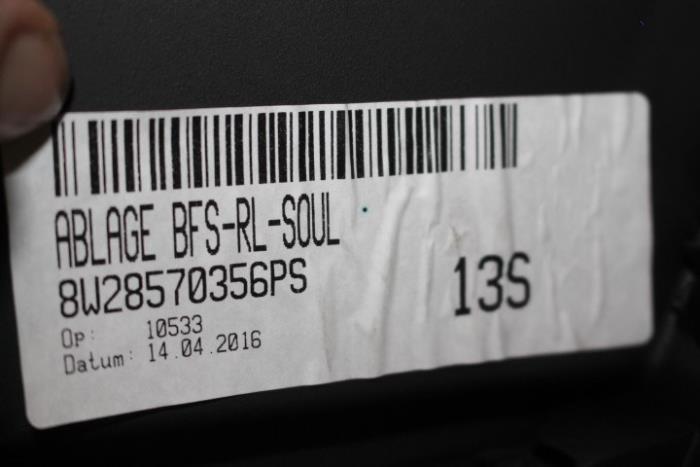 ABLAGE BFS-RL-SOUL
8W28570356PS
13S
Op: 10533
Datum: 14.04.2016